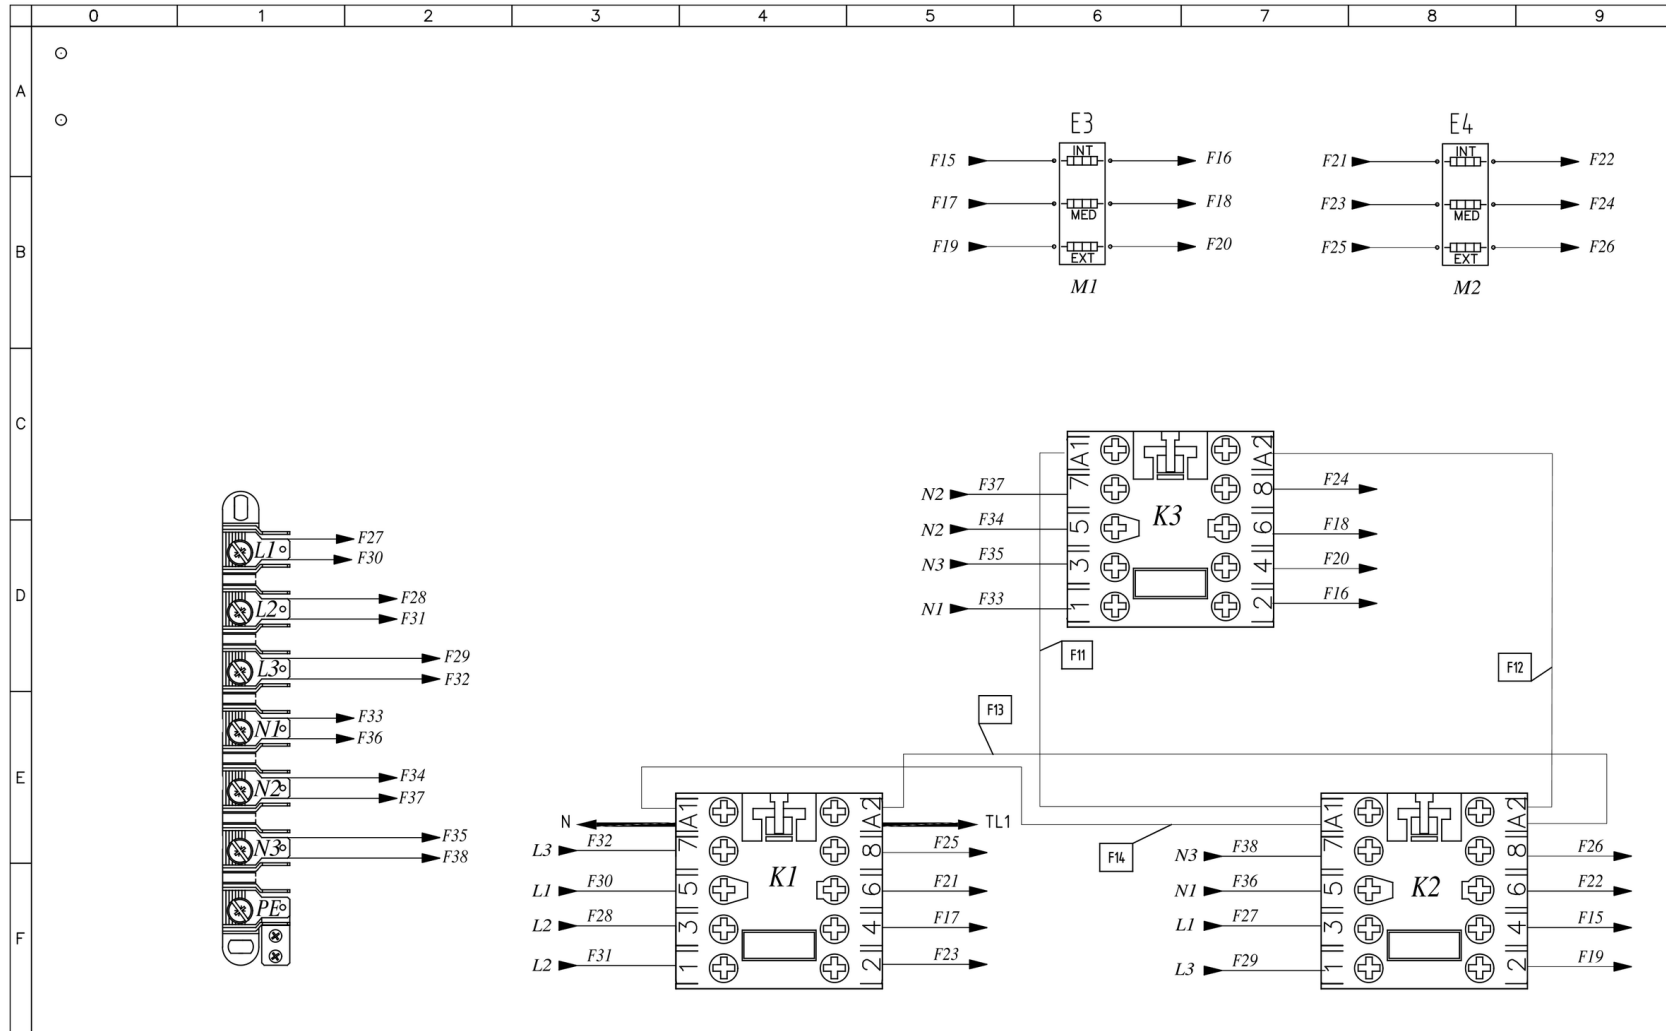 0 1 2 3 4 5 6 7 8 9
A
E3 E4
F15 INT F16 F21 INT F22
F17 MED F18 F23 MED F24
B
F19 EXT F20 F25 EXT F26
M1 M2
C
A1 A2
N2 F37 7 8 F24
K3
N2 F34 5 6 F18
N3 F35 3 4 F20
N1 F33 1 2 F16
L1 F27
F30
D
L2 F28
F31
L3 F29
F32
F11 F12
F13
N1 F33
F36
E
N2 F34
F37
N3 F35
F38
PE
N A1 A2 TL1
L3 F32 7 8 F25
K1
L1 F30 5 6 F21
L2 F28 3 4 F17
L2 F31 1 2 F23
F14
A1 A2
N3 F38 7 8 F26
K2
N1 F36 5 6 F22
L1 F27 3 4 F15
L3 F29 1 2 F19
F